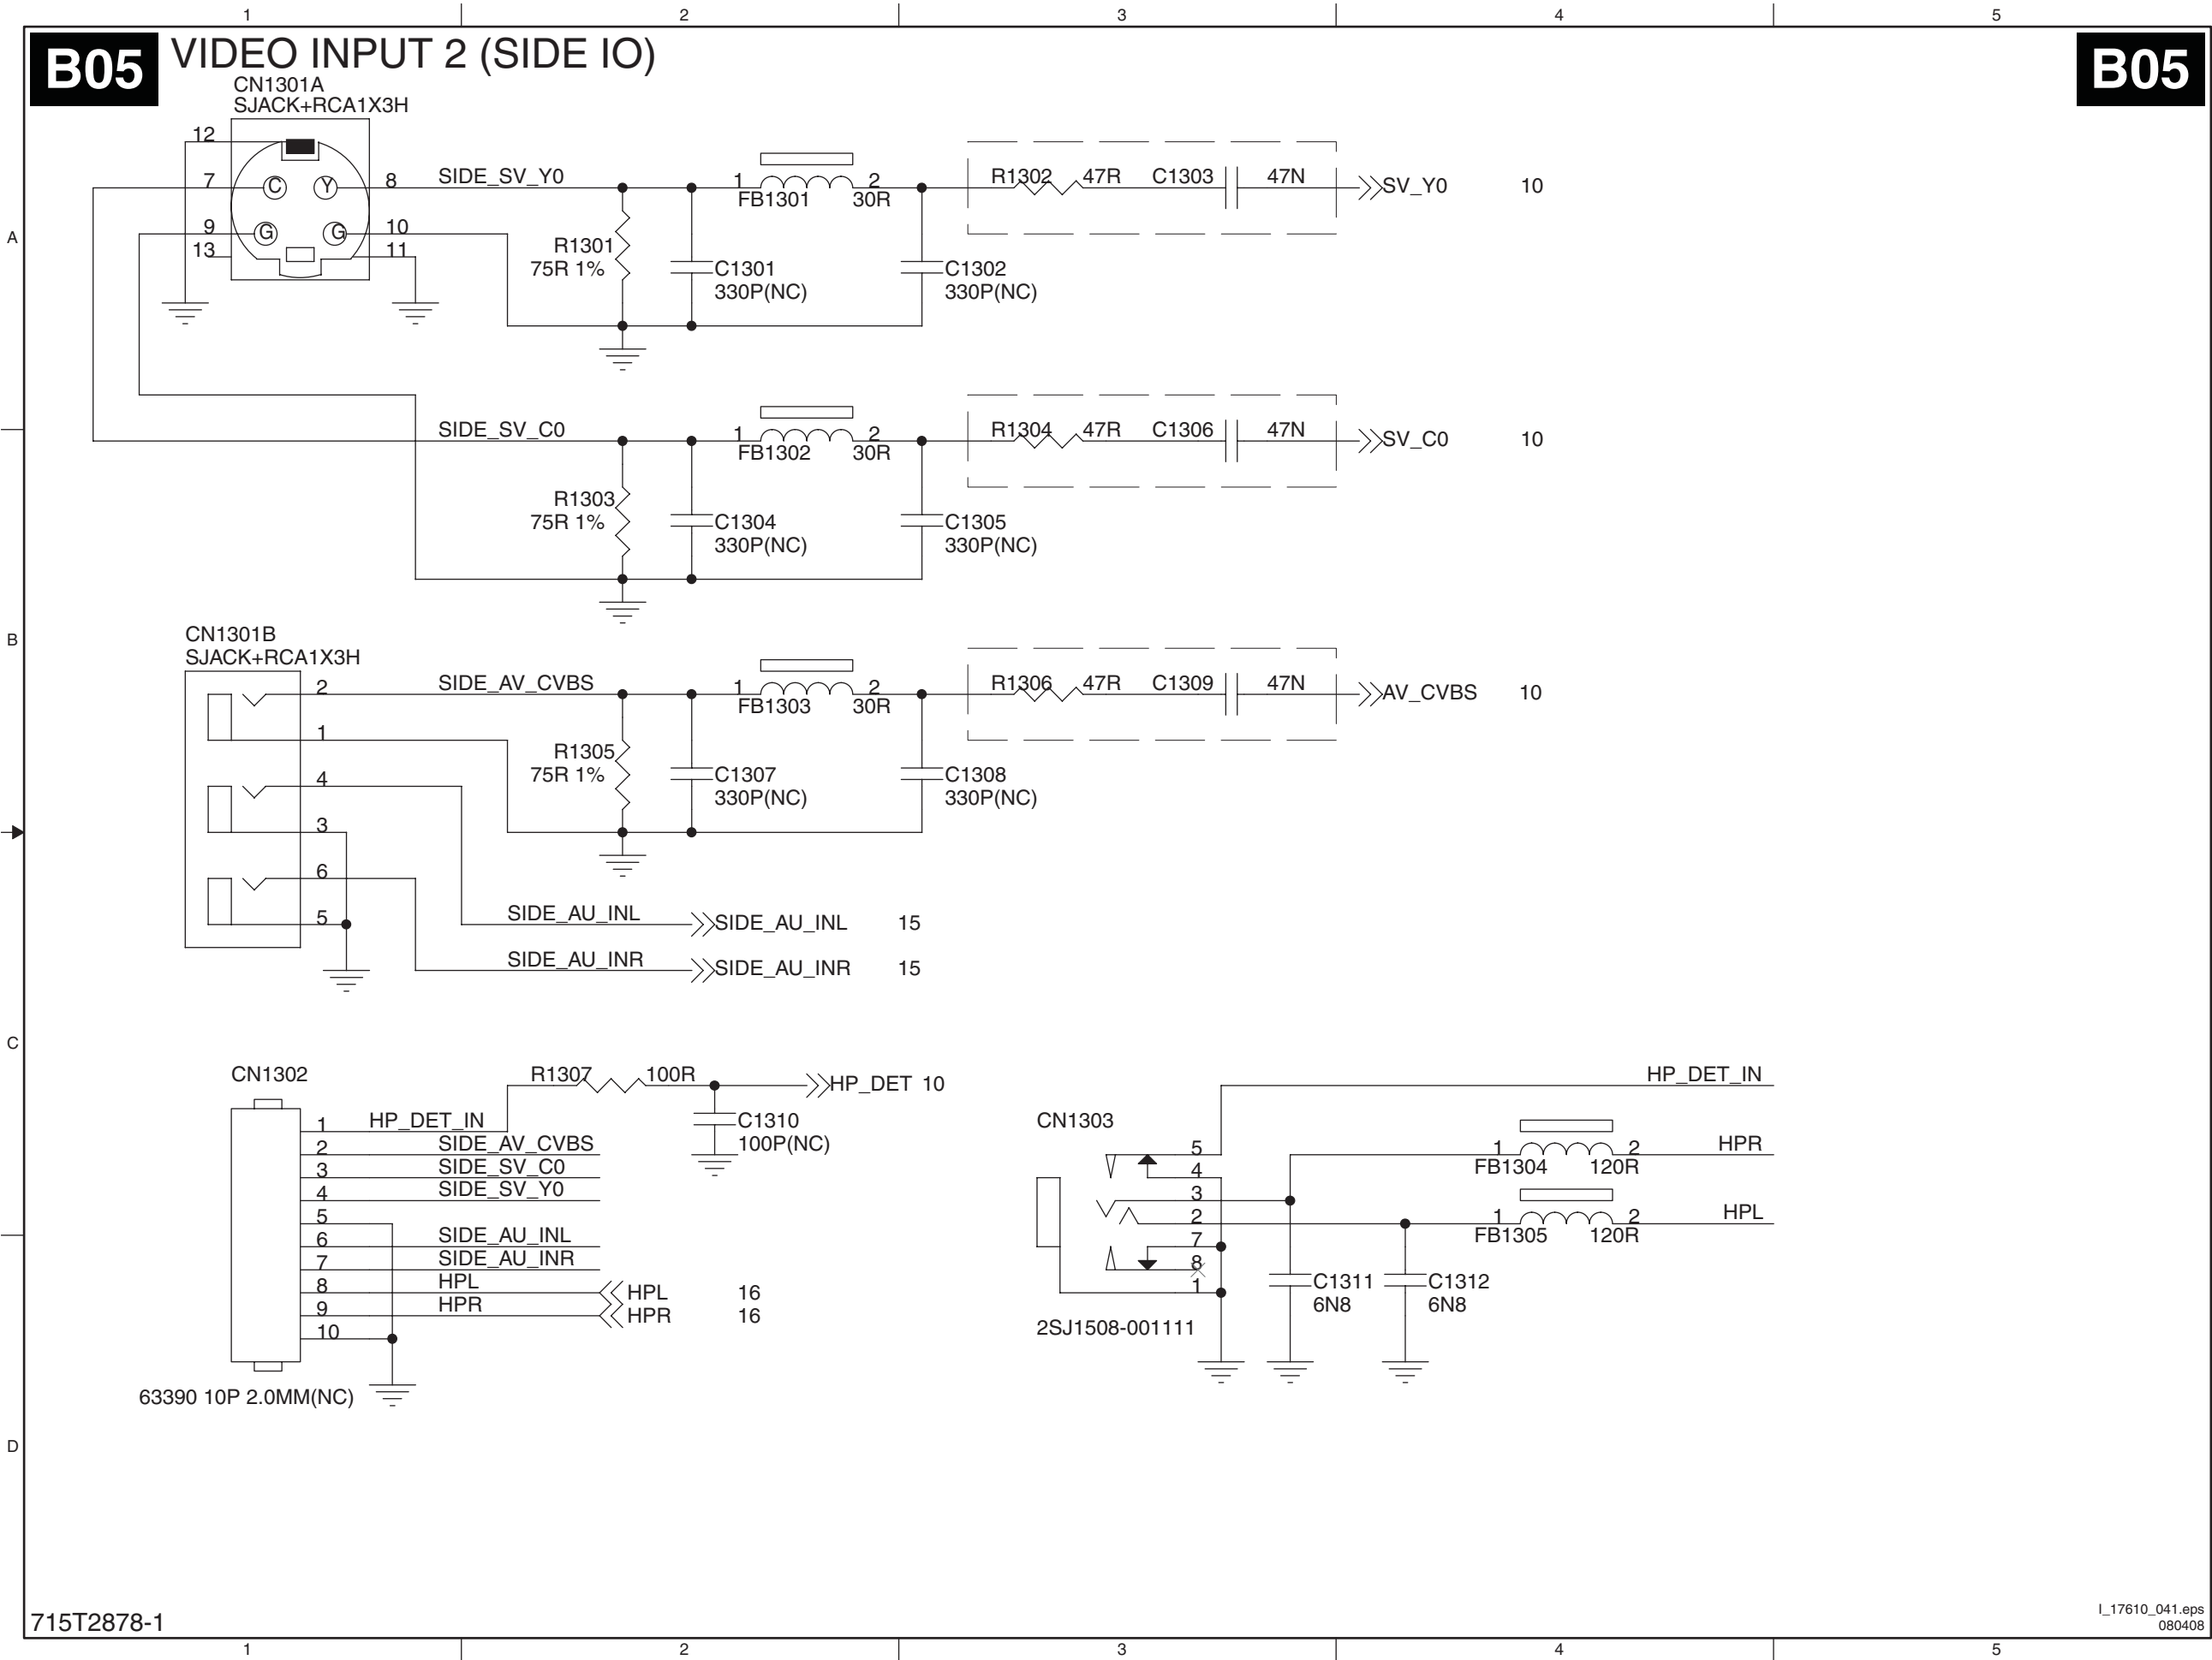 1 2 3 4 5
B05 VIDEO INPUT 2 (SIDE IO) B05
CN1301A
SJACK+RCA1X3H
12
7 C Y 8 SIDE_SV_Y0
9 G G 10
13 11
R1301
75R 1%
C1301
330P(NC)
1 2
FB1301 30R
C1302
330P(NC)
R1302 47R C1303 47N SV_Y0 10
A
SIDE_SV_C0
R1303
75R 1%
C1304
330P(NC)
1 2
FB1302 30R
C1305
330P(NC)
R1304 47R C1306 47N SV_C0 10
B
CN1301B
SJACK+RCA1X3H
2 SIDE_AV_CVBS
1
4
3
6
5
R1305
75R 1%
C1307
330P(NC)
1 2
FB1303 30R
C1308
330P(NC)
R1306 47R C1309 47N AV_CVBS 10
SIDE_AU_INL SIDE_AU_INL 15
SIDE_AU_INR SIDE_AU_INR 15
C
CN1302
R1307 100R HP_DET 10
C1310
100P(NC)
1 HP_DET_IN
2 SIDE_AV_CVBS
3 SIDE_SV_C0
4 SIDE_SV_Y0
5
6 SIDE_AU_INL
7 SIDE_AU_INR
8 HPL HPL 16
9 HPR HPR 16
10
63390 10P 2.0MM(NC)
HP_DET_IN
CN1303
5
4
3
2
7
8
1
2SJ1508-001111
1 2 HPR
FB1304 120R
1 2 HPL
FB1305 120R
C1311
6N8
C1312
6N8
D
715T2878-1
I_17610_041.eps
080408
1 2 3 4 5